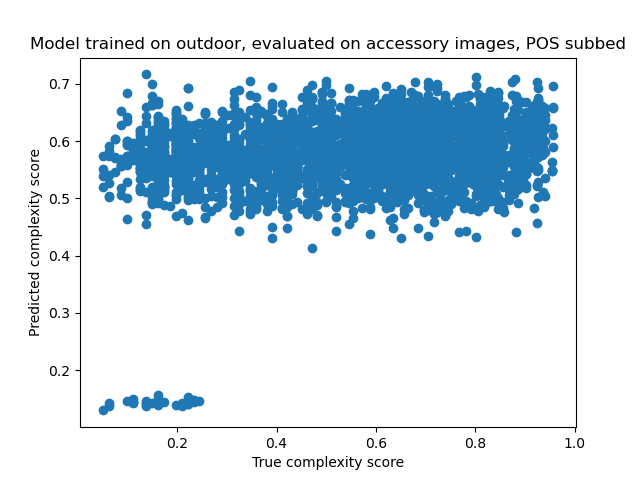 Model trained on outdoor, evaluated on accessory images, POS subbed
0.7
0.6
0.5
0.4
0.3
0.2
Predicted complexity score
0.2 0.4 0.6 0.8 1.0
True complexity score